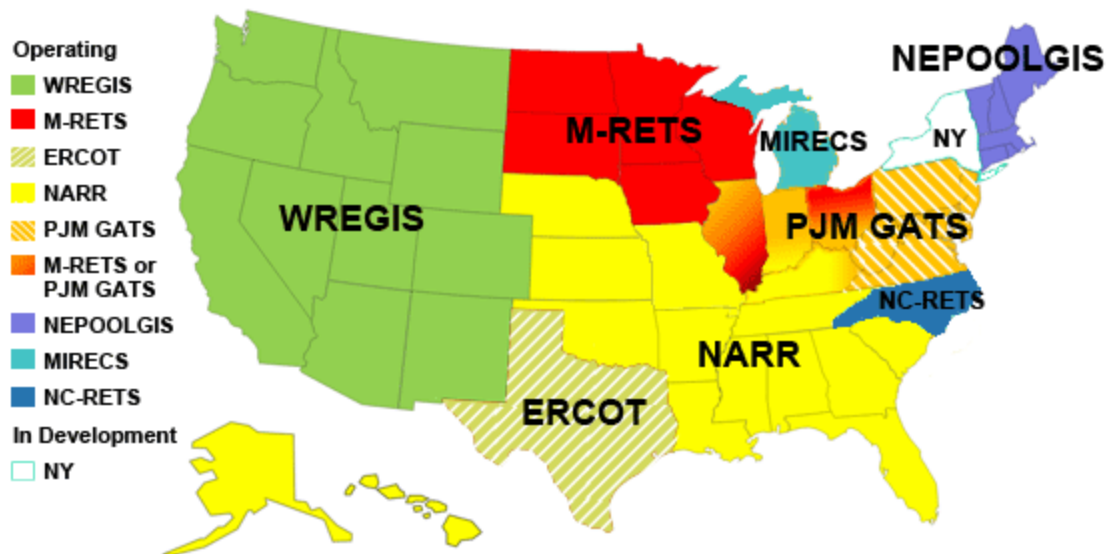 Operating
WREGIS
M-RETS
ERCOT
NARR
PJM GATS
M-RETS or
PJM GATS
NEPOOLGIS
MIRECS
NC-RETS
In Development
NY
NEPOOLGIS
M-RETS
MIRECS
NY
WREGIS
PJM GATS
NC-RETS
NARR
ERCOT